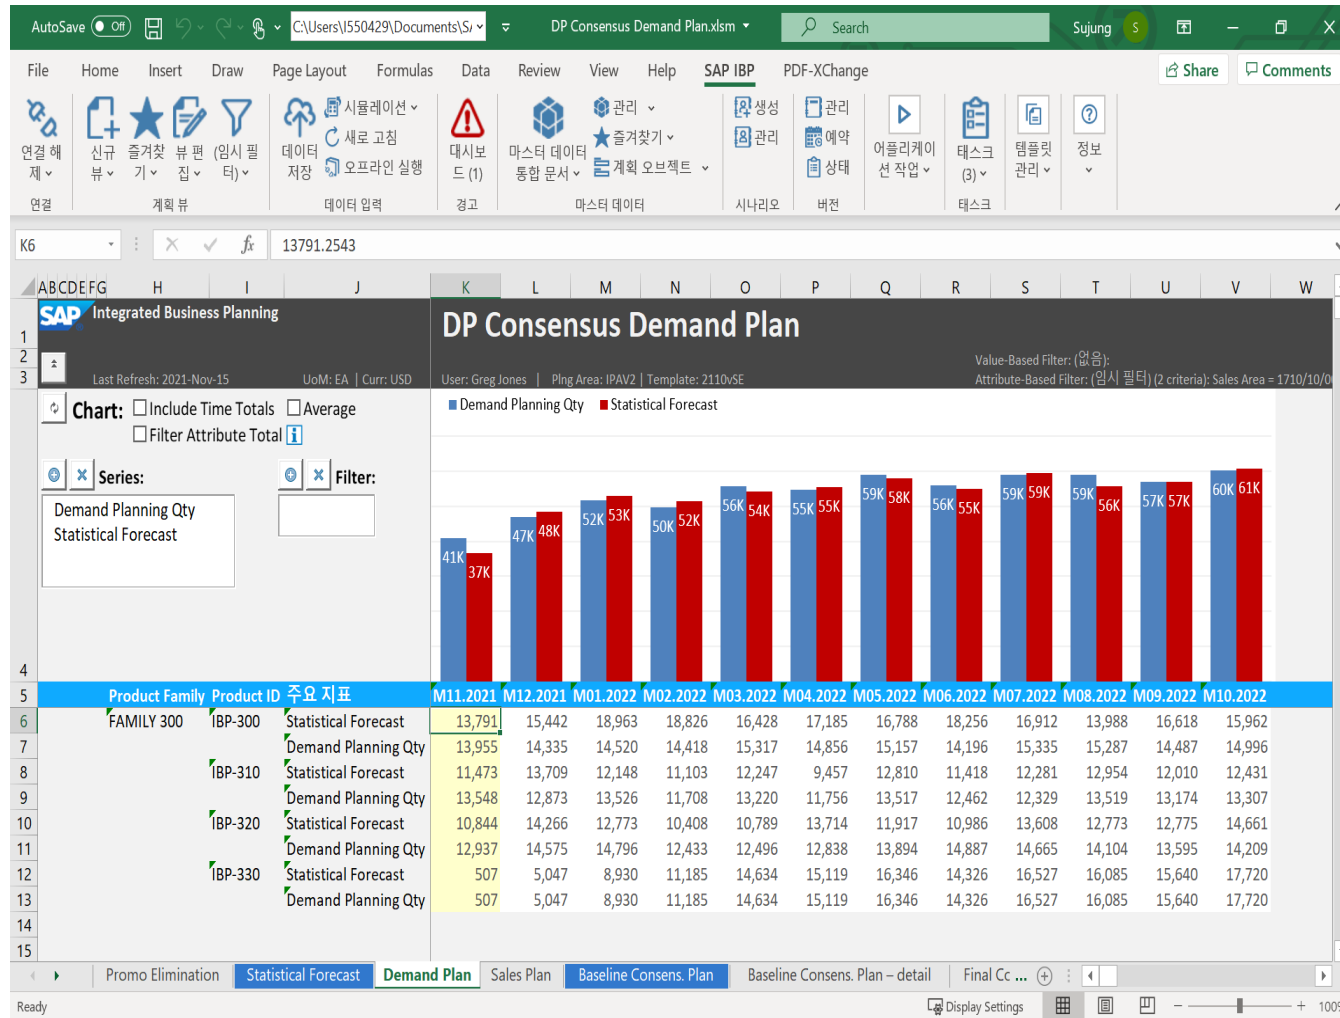 AutoSave Off C:\Users\I550429\Documents\S/ DP Consensus Demand Plan.xlsm Search Sujung S
File Home Insert Draw Page Layout Formulas Data Review View Help SAP IBP PDF-XChange Share Comments
연결 해제 신규 뷰 즐겨찾기 뷰 편집 (임시 필터) 데이터 저장 시뮬레이션 새로 고침 오프라인 실행 대시보드 (1) 마스터 데이터 통합 문서 관리 즐겨찾기 계획 오브젝트 생성 관리 관리 예약 상태 어플리케이션 작업 태스크 (3) 템플릿 관리 정보
연결 계획 뷰 데이터 입력 경고 마스터 데이터 시나리오 버전 태스크
K6 fx 13791.2543
A B C D E F G H I J K L M N O P Q R S T U V W
1 SAP Integrated Business Planning DP Consensus Demand Plan
2 Value-Based Filter: (없음):
3 Last Refresh: 2021-Nov-15 UoM: EA | Curr: USD User: Greg Jones | Plng Area: IPAV2 | Template: 2110vSE Attribute-Based Filter: (임시 필터) (2 criteria): Sales Area = 1710/10/0
Chart: Include Time Totals Average
Filter Attribute Total i
Series: Filter:
Demand Planning Qty
Statistical Forecast
Demand Planning Qty Statistical Forecast
41K 37K 47K 48K 52K 53K 50K 52K 56K 54K 55K 55K 59K 58K 56K 55K 59K 59K 59K 56K 57K 57K 60K 61K
4
5 Product Family Product ID 주요 지표 M11.2021 M12.2021 M01.2022 M02.2022 M03.2022 M04.2022 M05.2022 M06.2022 M07.2022 M08.2022 M09.2022 M10.2022
6 FAMILY 300 IBP-300 Statistical Forecast 13,791 15,442 18,963 18,826 16,428 17,185 16,788 18,256 16,912 13,988 16,618 15,962
7 Demand Planning Qty 13,955 14,335 14,520 14,418 15,317 14,856 15,157 14,196 15,335 15,287 14,487 14,996
8 IBP-310 Statistical Forecast 11,473 13,709 12,148 11,103 12,247 9,457 12,810 11,418 12,281 12,954 12,010 12,431
9 Demand Planning Qty 13,548 12,873 13,526 11,708 13,220 11,756 13,517 12,462 12,329 13,519 13,174 13,307
10 IBP-320 Statistical Forecast 10,844 14,266 12,773 10,408 10,789 13,714 11,917 10,986 13,608 12,773 12,775 14,661
11 Demand Planning Qty 12,937 14,575 14,796 12,433 12,496 12,838 13,894 14,887 14,665 14,104 13,595 14,209
12 IBP-330 Statistical Forecast 507 5,047 8,930 11,185 14,634 15,119 16,346 14,326 16,527 16,085 15,640 17,720
13 Demand Planning Qty 507 5,047 8,930 11,185 14,634 15,119 16,346 14,326 16,527 16,085 15,640 17,720
14
15
Promo Elimination Statistical Forecast Demand Plan Sales Plan Baseline Consens. Plan Baseline Consens. Plan – detail Final Cc ...
Ready Display Settings 100%